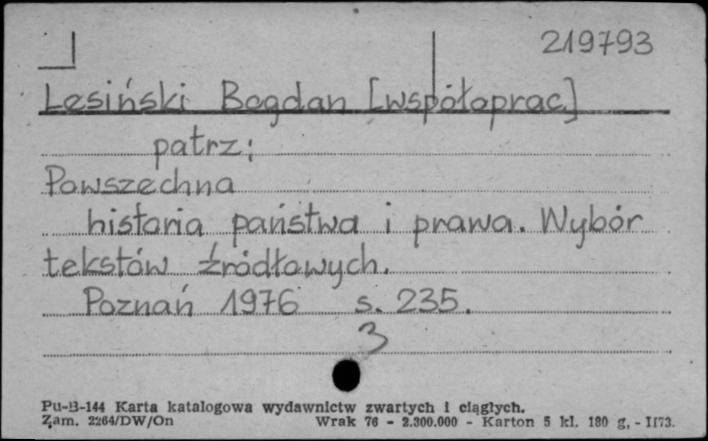 219793
Lesiński Bogdan [współoprac]
patrz:
Powszechna
historia państwa i prawa. Wybór
tekstów źródłowych.
Poznań 1976 s. 235.
3
Pu-B-144 Karta katalogowa wydawnictw zwartych i ciągłych.
Zam. 2264/DW/On Wrak 76 - 2.300.000 - Karton 5 kl. 180 g. - II73.